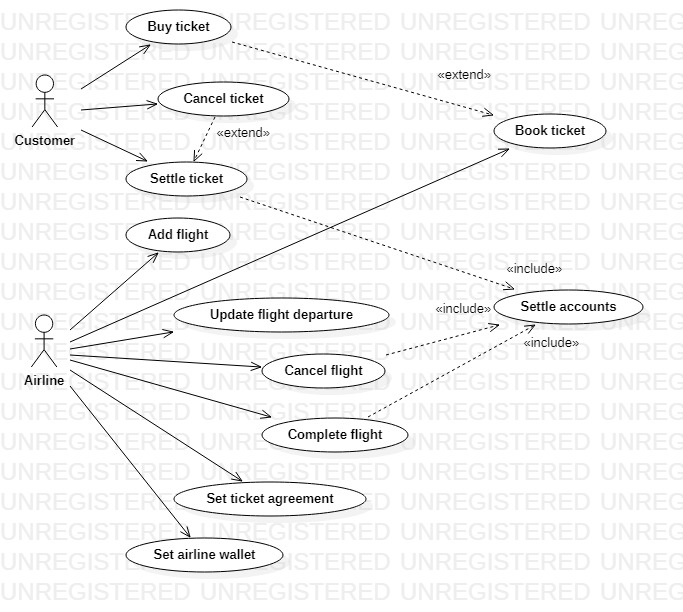 Buy ticket
«extend»
Cancel ticket
Customer
«extend»
Book ticket
Settle ticket
Add flight
«include»
Update flight departure
«include»
Settle accounts
«include»
Airline
Cancel flight
Complete flight
Set ticket agreement
Set airline wallet
UNREGISTERED UNREGISTERED UNREGISTERED UNREGISTERED